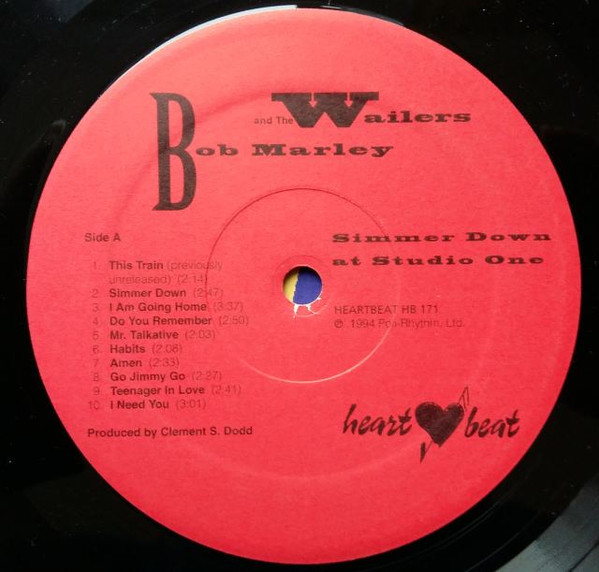 Bob Marley and The Wailers
Simmer Down
at Studio One
Side A
1. This Train (previously
unreleased) (2:14)
2. Simmer Down (2:47)
3. I Am Going Home (3:37)
4. Do You Remember (2:50)
5. Mr. Talkative (2:03)
6. Habits (2:08)
7. Amen (2:33)
8. Go Jimmy Go (2:27)
9. Teenager In Love (2:41)
10. I Need You (3:01)
Produced by Clement S. Dodd
HEARTBEAT HB 171
℗ 1994 Poli-Rhythm, Ltd.
heart beat